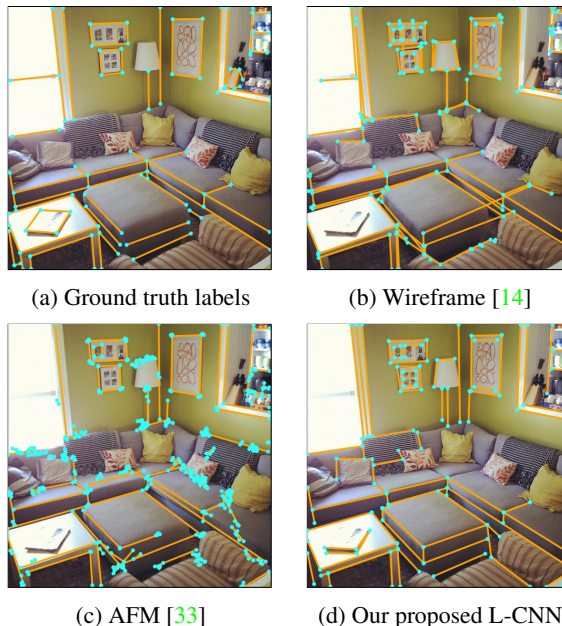 (a) Ground truth labels
(b) Wireframe [14]
(c) AFM [33]
(d) Our proposed L-CNN